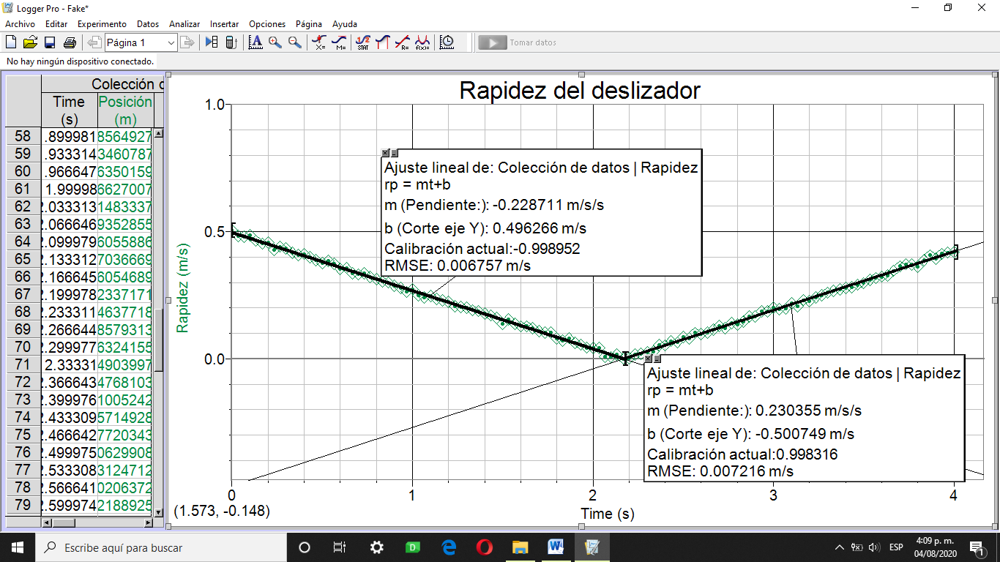 Logger Pro - Fake*
Archivo Editar Experimento Datos Analizar Insertar Opciones Página Ayuda
Página 1
X= M= STAT R= f(x)=
Tomar datos
No hay ningún dispositivo conectado.
Colección d
Time Posición
(s) (m)
58 .899981 8564927
59 .933314 3460787
60 .966647 6350159
61 1.99998 6627007
62 2.033313 1483337
63 2.066646 9352855
64 2.099979 6055886
65 2.133312 7036669
66 2.166645 6054689
67 2.199978 2337171
68 2.233311 4637718
69 2.266644 8579313
70 2.299977 6324155
71 2.33331 4903997
72 2.366643 4768103
73 2.399976 1005242
74 2.433309 5714928
75 2.466642 7720343
76 2.499975 0629908
77 2.533308 3124712
78 2.566641 0206372
79 2.599974 2188925
Rapidez del deslizador
1.0
0.5
0.0
Rapidez (m/s)
Ajuste lineal de: Colección de datos | Rapidez
rp = mt+b
m (Pendiente:): -0.228711 m/s/s
b (Corte eje Y): 0.496266 m/s
Calibración actual:-0.998952
RMSE: 0.006757 m/s
Ajuste lineal de: Colección de datos | Rapidez
rp = mt+b
m (Pendiente:): 0.230355 m/s/s
b (Corte eje Y): -0.500749 m/s
Calibración actual:0.998316
RMSE: 0.007216 m/s
0 1 2 3 4
(1.573, -0.148)
Time (s)
Escribe aquí para buscar
D
W
ESP
4:09 p. m.
04/08/2020
1